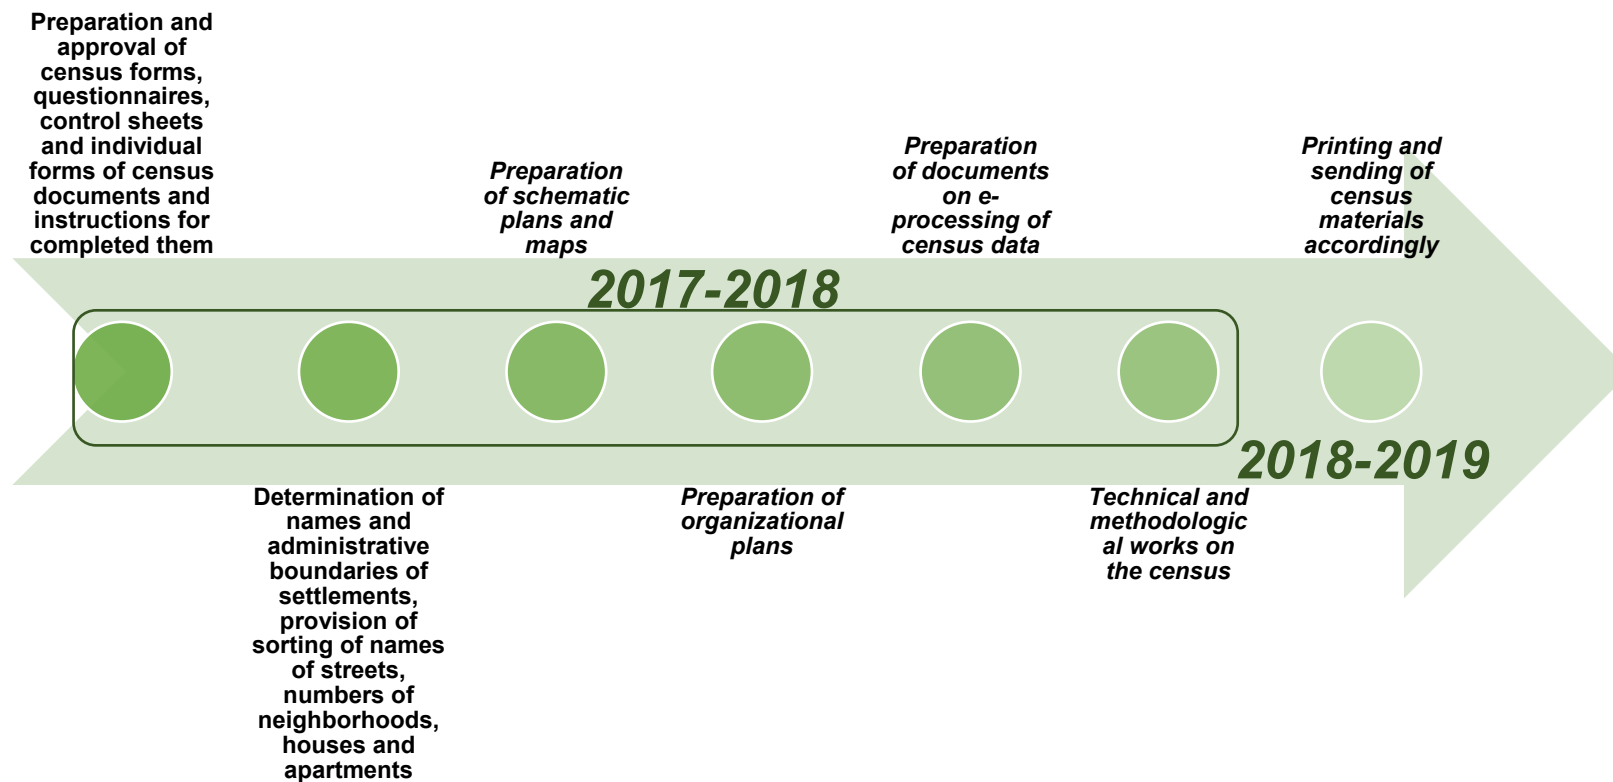 Preparation and
approval of
census forms,
questionnaires,
control sheets
and individual
forms of census
documents and
instructions for
completed them
Preparation
of schematic
plans and
maps
Preparation
of documents
on e-
processing of
census data
Printing and
sending of
census
materials
accordingly
2017-2018
2018-2019
Determination of
names and
administrative
boundaries of
settlements,
provision of
sorting of names
of streets,
numbers of
neighborhoods,
houses and
apartments
Preparation of
organizational
plans
Technical and
methodologic
al works on
the census